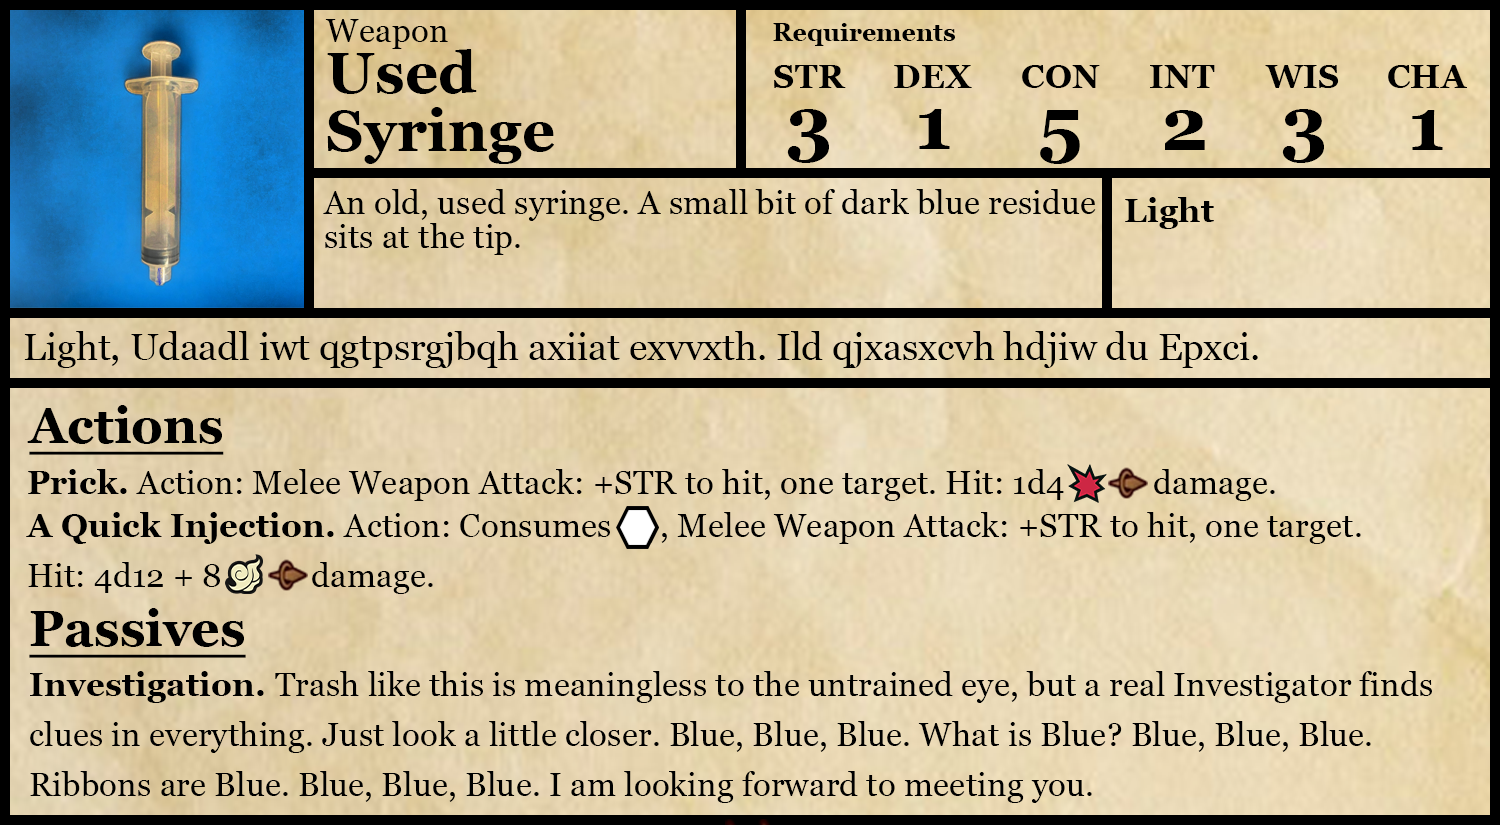 Weapon
Used
Syringe
Requirements
STR DEX CON INT WIS CHA
3 1 5 2 3 1
An old, used syringe. A small bit of dark blue residue
sits at the tip.
Light
Light, Udaadl iwt qgtpsrgjbqh axiiat exvvxth. Ild qjxasxcvh hdjiw du Epxci.
Actions
Prick. Action: Melee Weapon Attack: +STR to hit, one target. Hit: 1d4 damage.
A Quick Injection. Action: Consumes , Melee Weapon Attack: +STR to hit, one target.
Hit: 4d12 + 8 damage.
Passives
Investigation. Trash like this is meaningless to the untrained eye, but a real Investigator finds
clues in everything. Just look a little closer. Blue, Blue, Blue. What is Blue? Blue, Blue, Blue.
Ribbons are Blue. Blue, Blue, Blue. I am looking forward to meeting you.